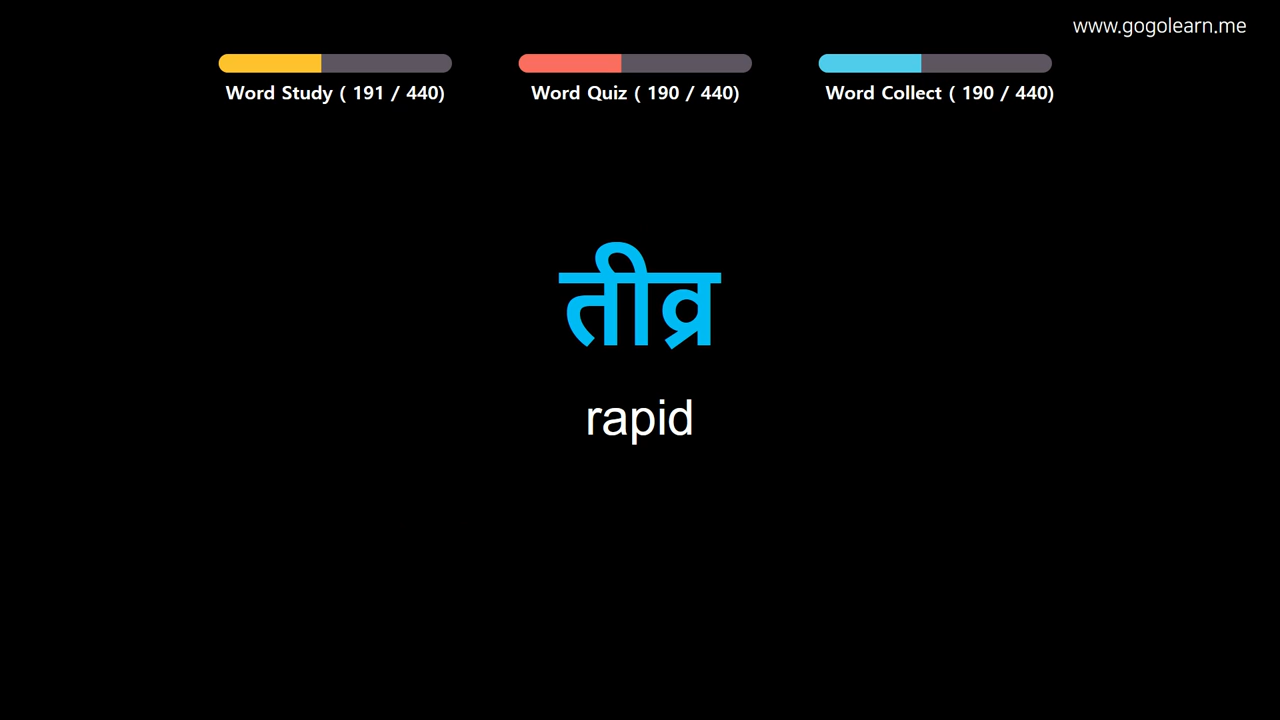 www.gogolearn.me
Word Study ( 191 / 440)
Word Quiz ( 190 / 440)
Word Collect ( 190 / 440)
तीव्र
rapid